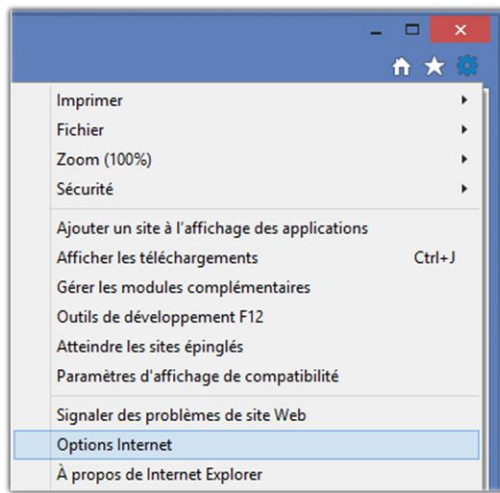 Imprimer
Fichier
Zoom (100%)
Sécurité
Ajouter un site à l'affichage des applications
Afficher les téléchargements Ctrl+J
Gérer les modules complémentaires
Outils de développement F12
Atteindre les sites épinglés
Paramètres d'affichage de compatibilité
Signaler des problèmes de site Web
Options Internet
À propos de Internet Explorer